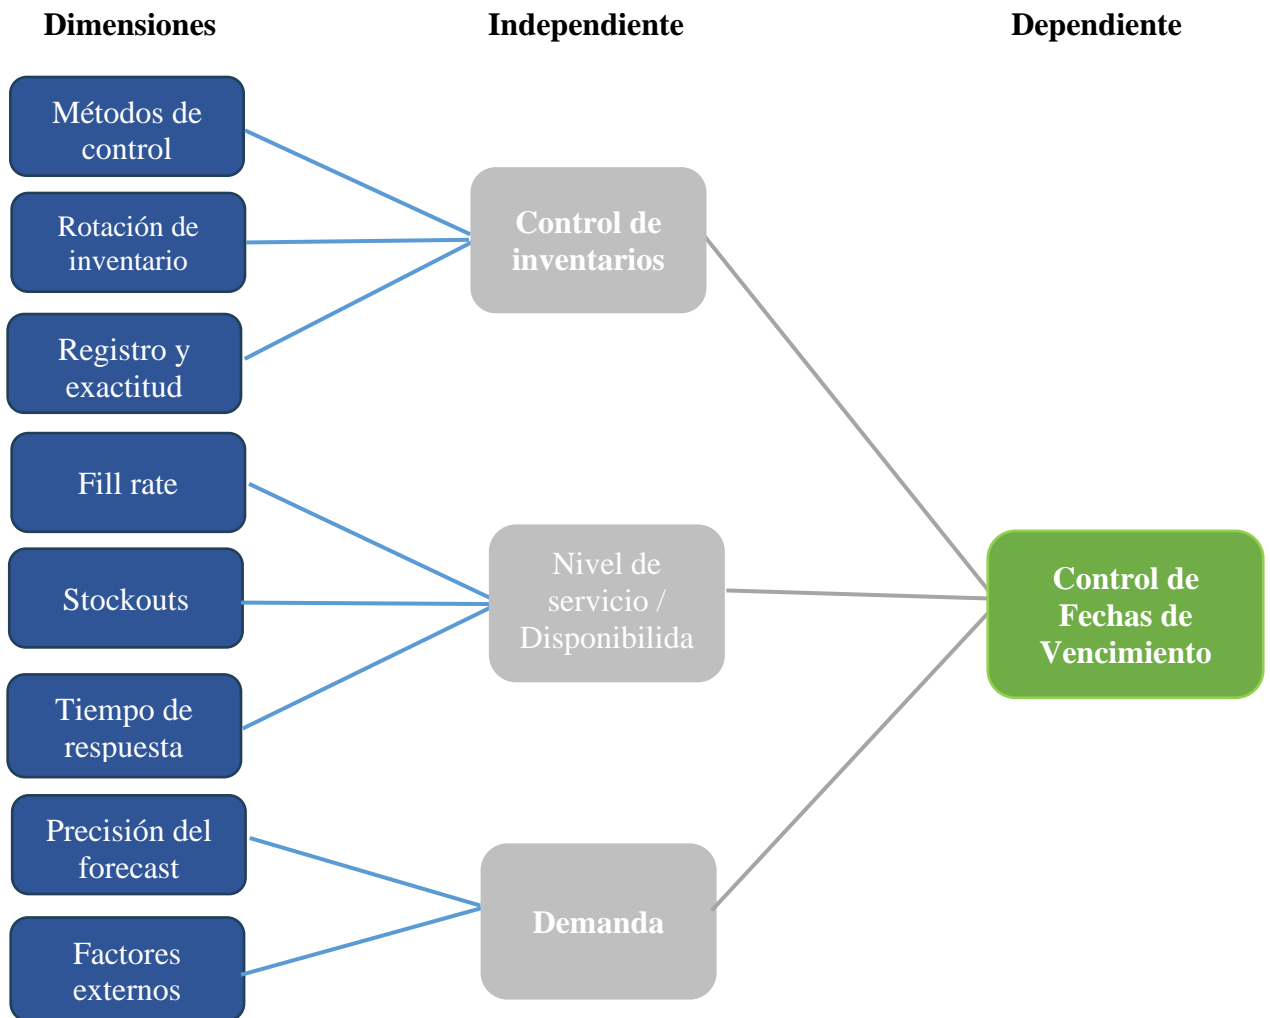 Dimensiones Independiente Dependiente
Métodos de
control
Rotación de
inventario
Registro y
exactitud
Fill rate
Stockouts
Tiempo de
respuesta
Precisión del
forecast
Factores
externos
Control de
inventarios
Nivel de
servicio /
Disponibilida
Demanda
Control de
Fechas de
Vencimiento